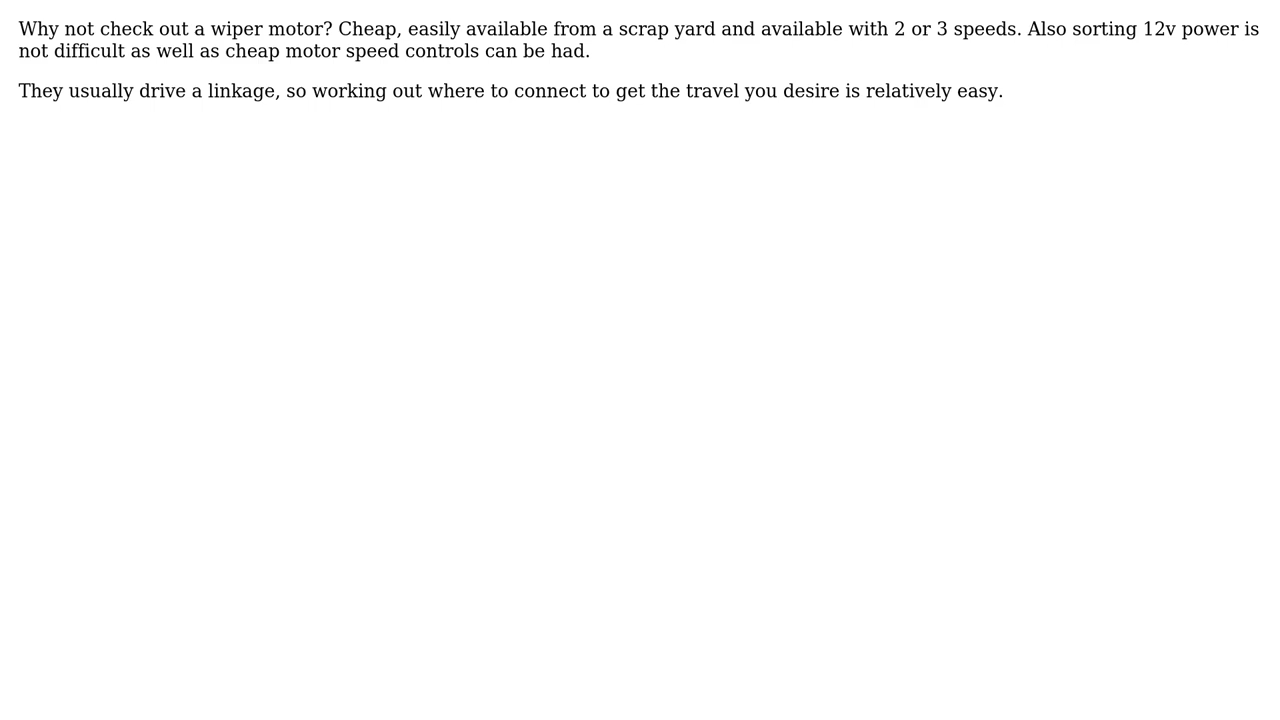 Why not check out a wiper motor? Cheap, easily available from a scrap yard and available with 2 or 3 speeds. Also sorting 12v power is
not difficult as well as cheap motor speed controls can be had.
They usually drive a linkage, so working out where to connect to get the travel you desire is relatively easy.